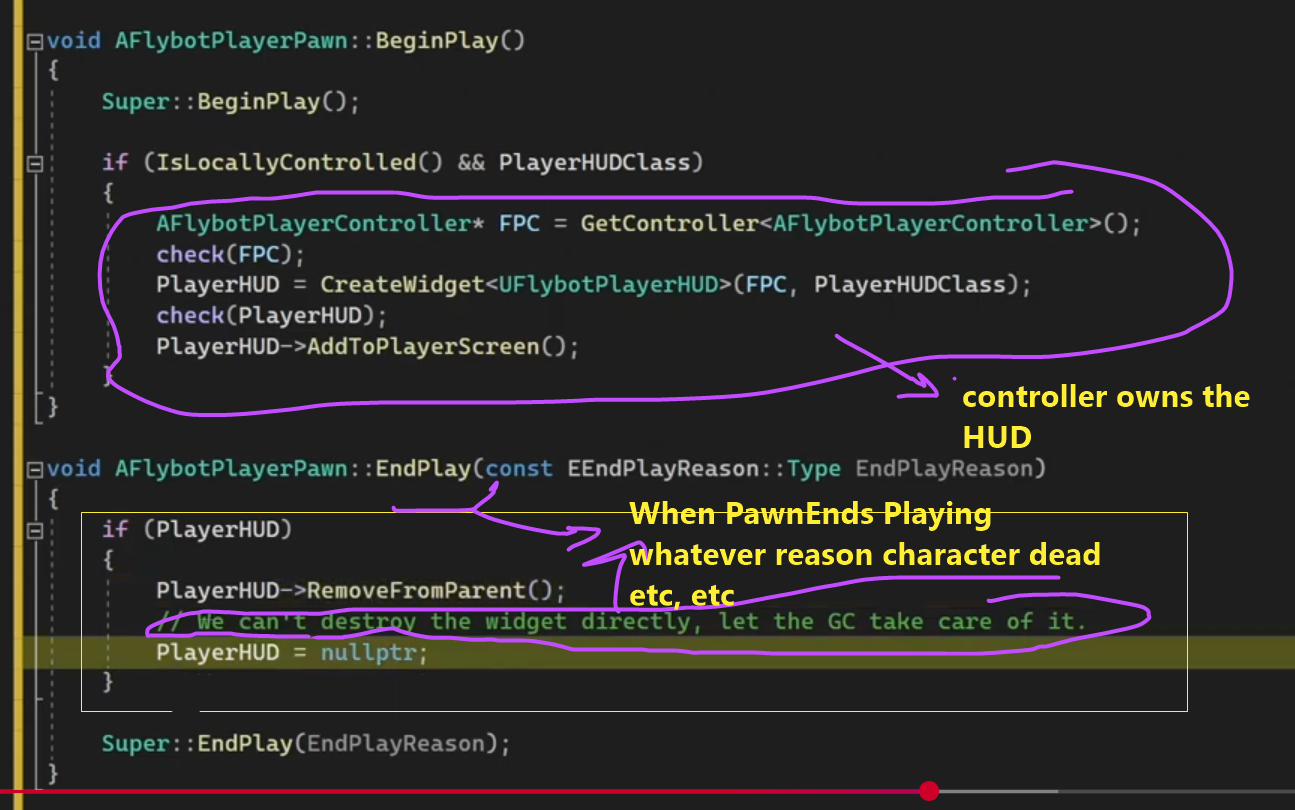 void AFlybotPlayerPawn::BeginPlay()
{
Super::BeginPlay();
if (IsLocallyControlled() && PlayerHUDClass)
{
AFlybotPlayerController* FPC = GetController<AFlybotPlayerController>();
check(FPC);
PlayerHUD = CreateWidget<UFlybotPlayerHUD>(FPC, PlayerHUDClass);
check(PlayerHUD);
PlayerHUD->AddToPlayerScreen();
}
controller owns the
HUD
}
void AFlybotPlayerPawn::EndPlay(const EEndPlayReason::Type EndPlayReason)
{
When PawnEnds Playing
if (PlayerHUD)
whatever reason character dead
{
etc, etc
PlayerHUD->RemoveFromParent();
// We can't destroy the widget directly, let the GC take care of it.
PlayerHUD = nullptr;
}
Super::EndPlay(EndPlayReason);
}